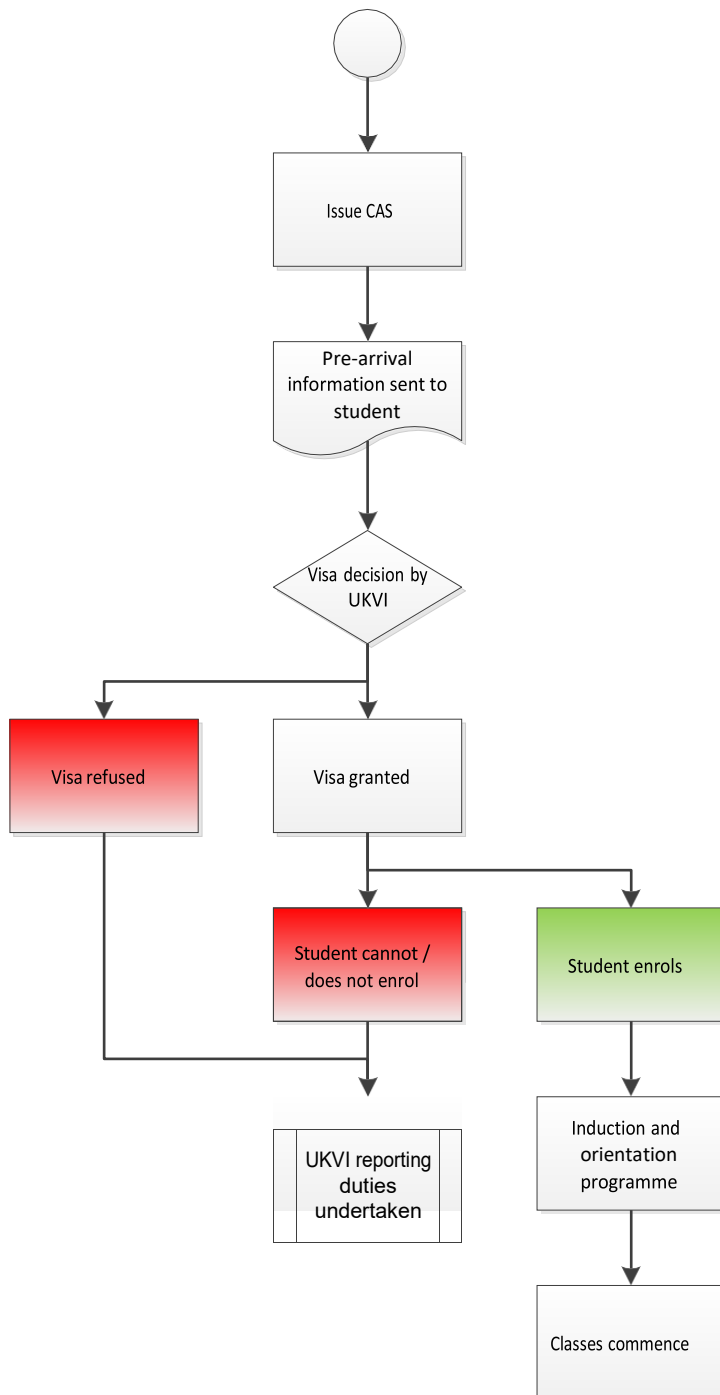 Issue CAS
Pre-arrival
information sent to
student
Visa decision by
UKVI
Visa refused
Visa granted
Student cannot /
does not enrol
Student enrols
UKVI reporting
duties
undertaken
Induction and
orientation
programme
Classes commence